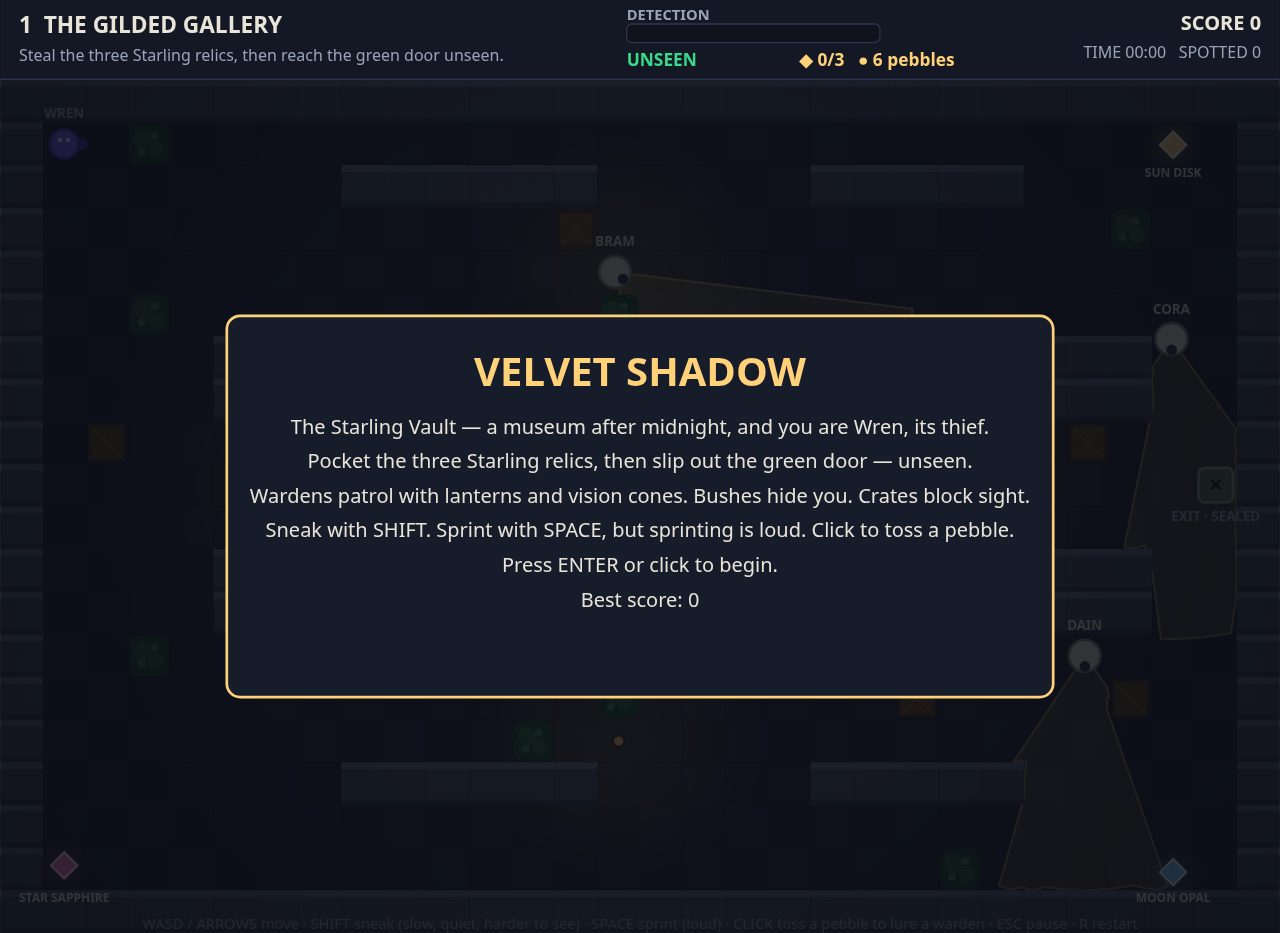 1 THE GILDED GALLERY
Steal the three Starling relics, then reach the green door unseen.
DETECTION
UNSEEN
◆ 0/3 ● 6 pebbles
SCORE 0
TIME 00:00 SPOTTED 0
WREN
SUN DISK
BRAM
CORA
VELVET SHADOW
The Starling Vault — a museum after midnight, and you are Wren, its thief.
Pocket the three Starling relics, then slip out the green door — unseen.
Wardens patrol with lanterns and vision cones. Bushes hide you. Crates block sight.
Sneak with SHIFT. Sprint with SPACE, but sprinting is loud. Click to toss a pebble.
Press ENTER or click to begin.
Best score: 0
EXIT · SEALED
DAIN
STAR SAPPHIRE
MOON OPAL
WASD / ARROWS move · SHIFT sneak (slow, quiet, harder to see) · SPACE sprint (loud) · CLICK toss a pebble to lure a warden · ESC pause · R restart